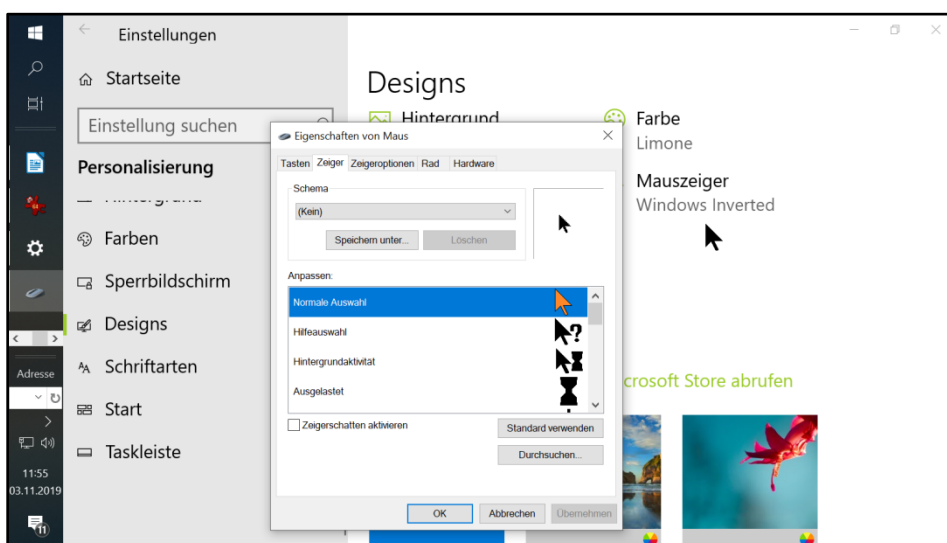 Einstellungen
Startseite
Einstellung suchen
Personalisierung
Farben
Sperrbildschirm
Designs
Schriftarten
Start
Taskleiste
Adresse
11:55
03.11.2019
11
Designs
Hintergrund
Farbe
Limone
Mauszeiger
Windows Inverted
crosoft Store abrufen
Eigenschaften von Maus
Tasten Zeiger Zeigeroptionen Rad Hardware
Schema
(Kein)
Speichern unter... Löschen
Anpassen:
Normale Auswahl
Hilfeauswahl
Hintergrundaktivität
Ausgelastet
Zeigerschatten aktivieren
Standard verwenden
Durchsuchen...
OK Abbrechen Übernehmen